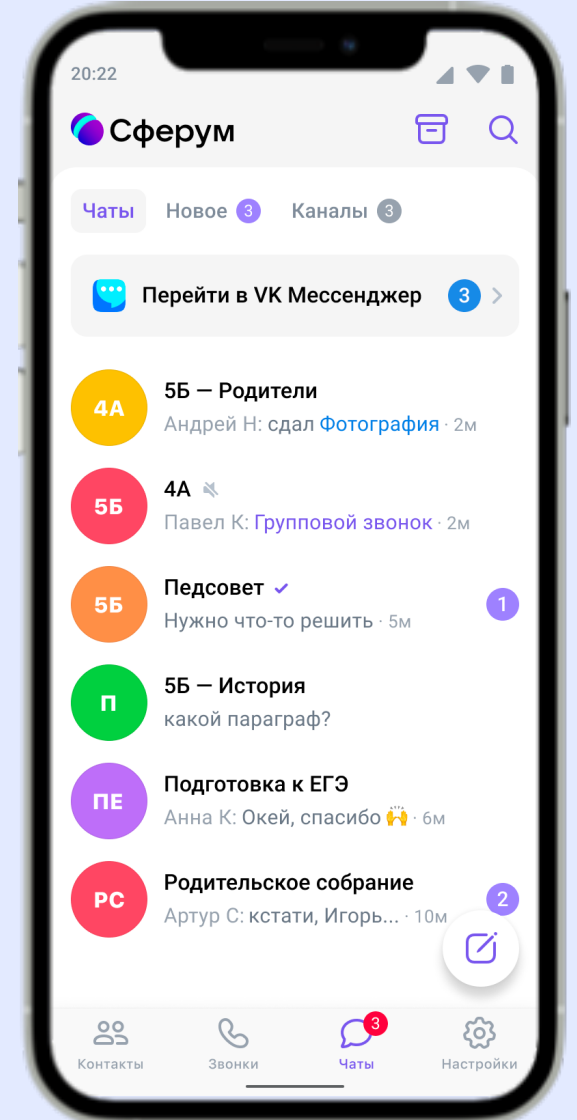 20:22
Сферум
Чаты Новое 3 Каналы 3
Перейти в VK Мессенджер 3
4А 5Б — Родители
Андрей Н: сдал Фотография · 2м
5Б 4А
Павел К: Групповой звонок · 2м
5Б Педсовет
Нужно что-то решить · 5м 1
П 5Б — История
какой параграф?
ПЕ Подготовка к ЕГЭ
Анна К: Окей, спасибо 🙌 · 6м
РС Родительское собрание
Артур С: кстати, Игорь... · 10м 2
3
Контакты Звонки Чаты Настройки